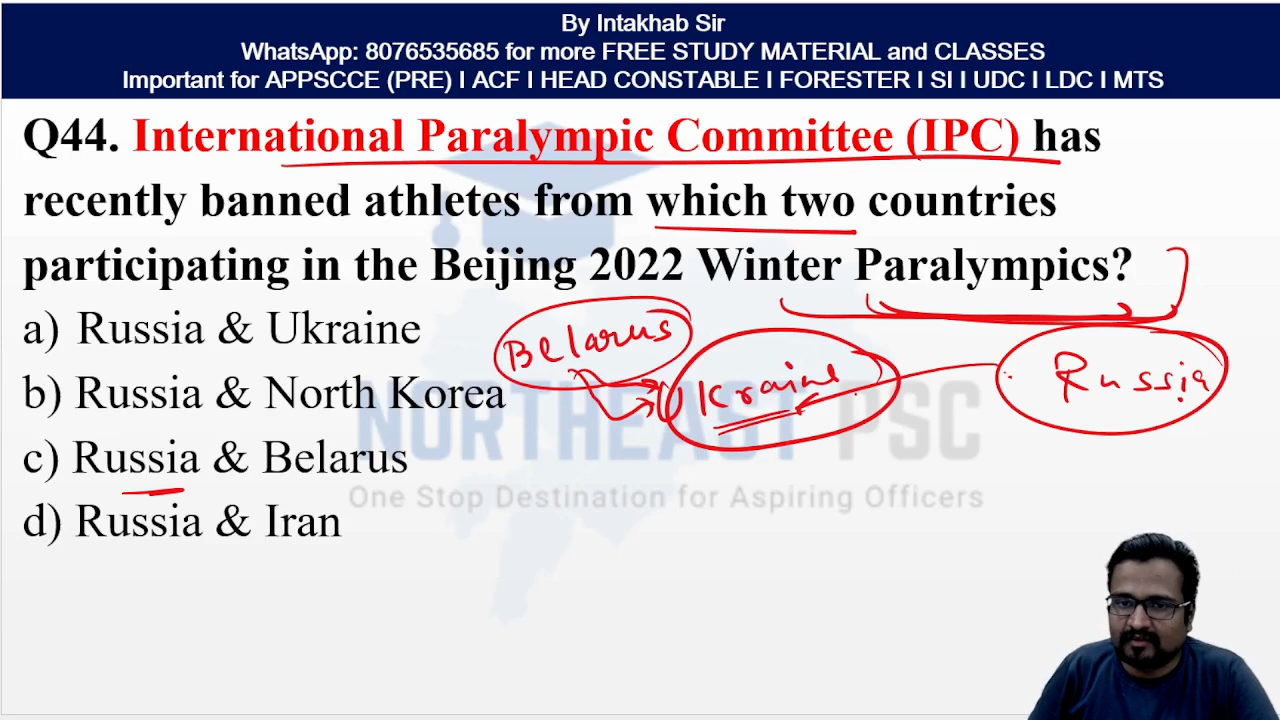 By Intakhab Sir
WhatsApp: 8076535685 for more FREE STUDY MATERIAL and CLASSES
Important for APPSCCE (PRE) I ACF I HEAD CONSTABLE I FORESTER I SI I UDC I LDC I MTS
Q44. International Paralympic Committee (IPC) has
recently banned athletes from which two countries
participating in the Beijing 2022 Winter Paralympics?
a) Russia & Ukraine
b) Russia & North Korea
c) Russia & Belarus
d) Russia & Iran
Belarus
Kraine
Russia
NORTHEAST PSC
One Stop Destination for Aspiring Officers